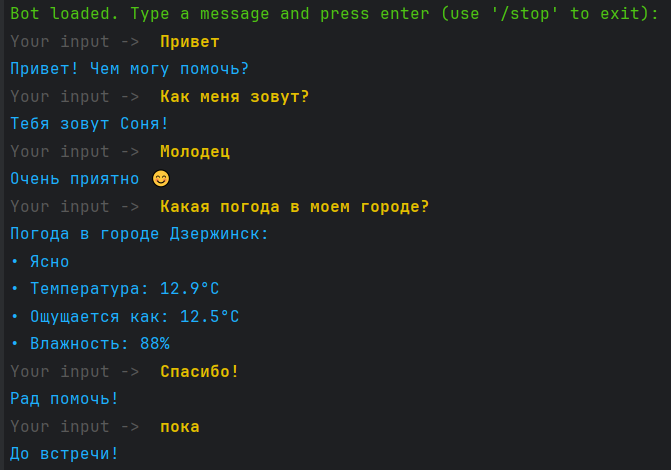 Bot loaded. Type a message and press enter (use '/stop' to exit):
Your input ->  Привет
Привет! Чем могу помочь?
Your input ->  Как меня зовут?
Тебя зовут Соня!
Your input ->  Молодец
Очень приятно 😊
Your input ->  Какая погода в моем городе?
Погода в городе Дзержинск:
• Ясно
• Температура: 12.9°C
• Ощущается как: 12.5°C
• Влажность: 88%
Your input ->  Спасибо!
Рад помочь!
Your input ->  пока
До встречи!